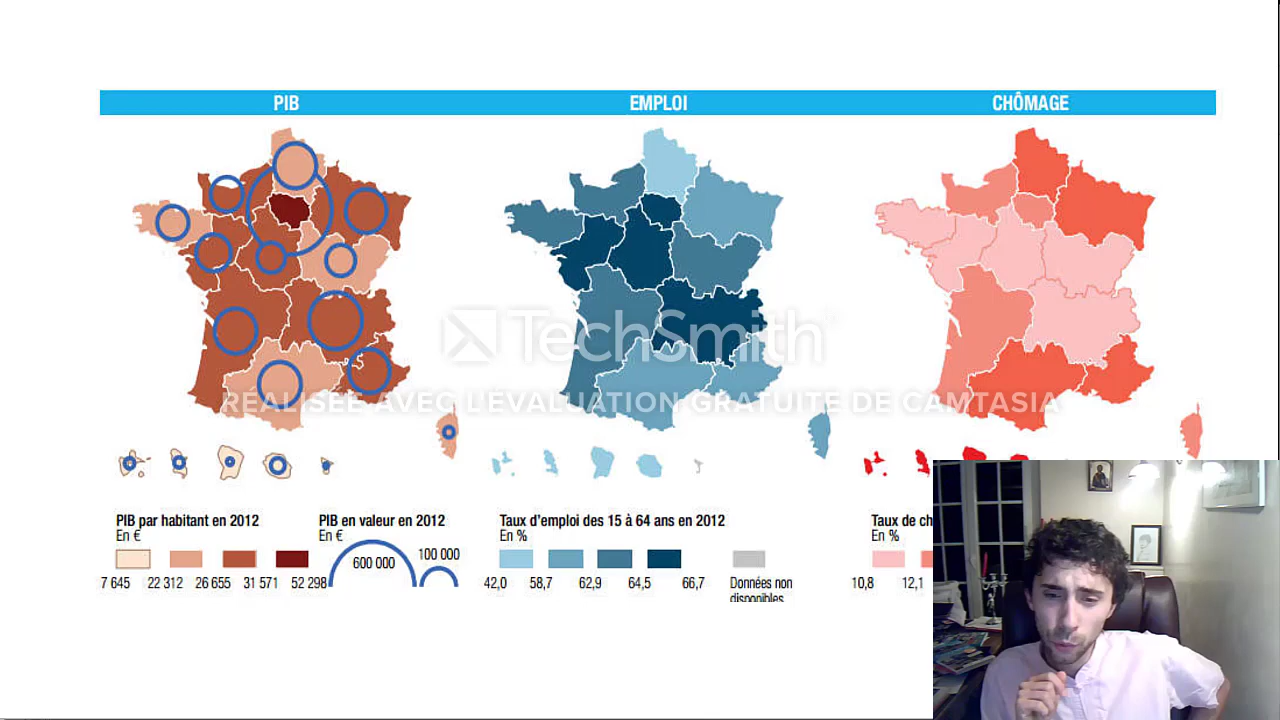 PIB
EMPLOI
CHÔMAGE
TechSmith
RÉALISÉE AVEC L'ÉVALUATION GRATUITE DE CAMTASIA
PIB par habitant en 2012
En €
7 645 22 312 26 655 31 571 52 298
PIB en valeur en 2012
En €
600 000
100 000
Taux d'emploi des 15 à 64 ans en 2012
En %
42,0 58,7 62,9 64,5 66,7
Données non
disponibles
Taux de ch
En %
10,8 12,1